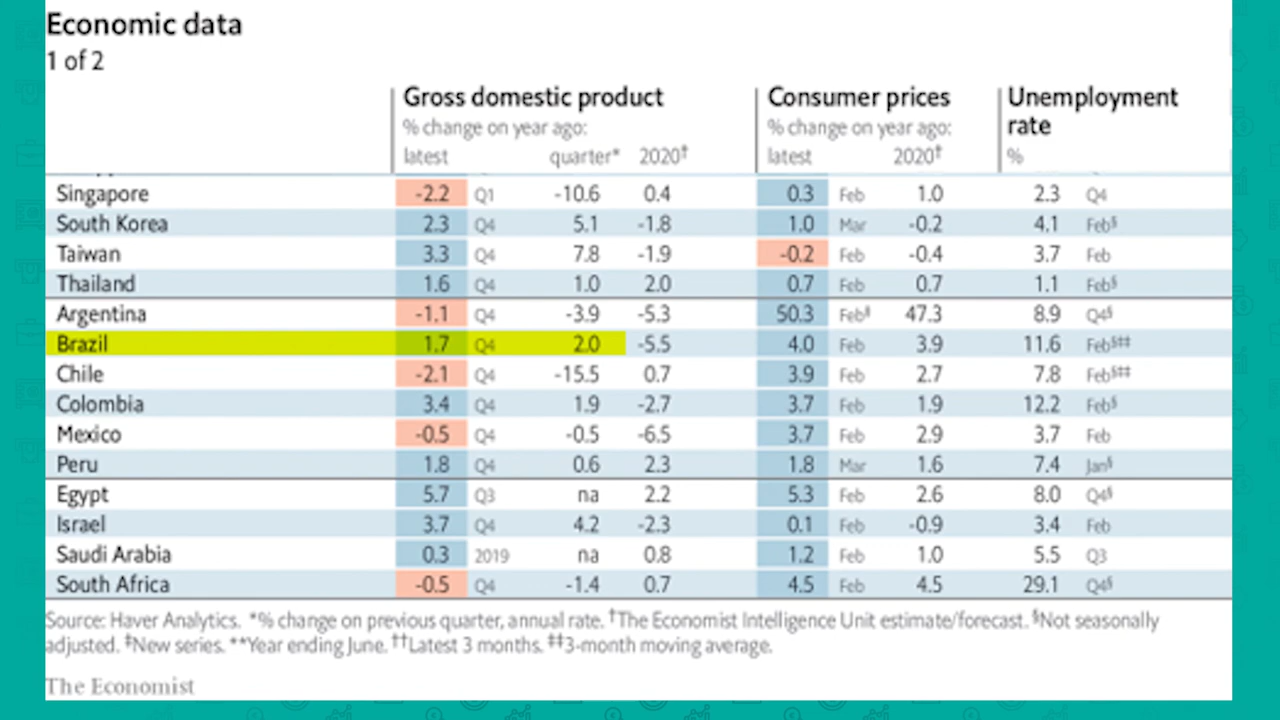 Economic data
1 of 2
Gross domestic product Consumer prices Unemployment
% change on year ago: % change on year ago: rate
latest quarter* 2020† latest 2020† %
Singapore -2.2 Q1 -10.6 0.4 0.3 Feb 1.0 2.3 Q4
South Korea 2.3 Q4 5.1 -1.8 1.0 Mar -0.2 4.1 Feb§
Taiwan 3.3 Q4 7.8 -1.9 -0.2 Feb -0.4 3.7 Feb
Thailand 1.6 Q4 1.0 2.0 0.7 Feb 0.7 1.1 Feb§
Argentina -1.1 Q4 -3.9 -5.3 50.3 Feb‡ 47.3 8.9 Q4§
Brazil 1.7 Q4 2.0 -5.5 4.0 Feb 3.9 11.6 Feb§‡‡
Chile -2.1 Q4 -15.5 0.7 3.9 Feb 2.7 7.8 Feb§‡‡
Colombia 3.4 Q4 1.9 -2.7 3.7 Feb 1.9 12.2 Feb§
Mexico -0.5 Q4 -0.5 -6.5 3.7 Feb 2.9 3.7 Feb
Peru 1.8 Q4 0.6 2.3 1.8 Mar 1.6 7.4 Jan§
Egypt 5.7 Q3 na 2.2 5.3 Feb 2.6 8.0 Q4§
Israel 3.7 Q4 4.2 -2.3 0.1 Feb -0.9 3.4 Feb
Saudi Arabia 0.3 2019 na 0.8 1.2 Feb 1.0 5.5 Q3
South Africa -0.5 Q4 -1.4 0.7 4.5 Feb 4.5 29.1 Q4§
Source: Haver Analytics. *% change on previous quarter, annual rate. †The Economist Intelligence Unit estimate/forecast. §Not seasonally
adjusted. ‡New series. **Year ending June. ††Latest 3 months. ‡‡3-month moving average.
The Economist